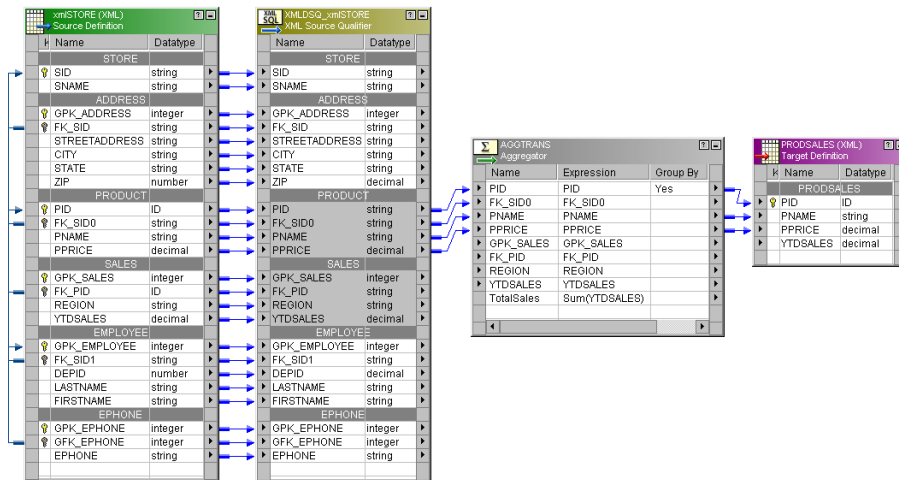 xmlSTORE (XML)
Source Definition
K Name Datatype
STORE
SID string
SNAME string
ADDRESS
GPK_ADDRESS integer
FK_SID string
STREETADDRESS string
CITY string
STATE string
ZIP number
PRODUCT
PID ID
FK_SID0 string
PNAME string
PPRICE decimal
SALES
GPK_SALES integer
FK_PID ID
REGION string
YTDSALES decimal
EMPLOYEE
GPK_EMPLOYEE integer
FK_SID1 string
DEPID number
LASTNAME string
FIRSTNAME string
EPHONE
GPK_EPHONE integer
GFK_EPHONE integer
EPHONE string
XML SQL
XMLDSQ_xmlSTORE
XML Source Qualifier
Name Datatype
STORE
SID string
SNAME string
ADDRESS
GPK_ADDRESS integer
FK_SID string
STREETADDRESS string
CITY string
STATE string
ZIP decimal
PRODUCT
PID string
FK_SID0 string
PNAME string
PPRICE decimal
SALES
GPK_SALES integer
FK_PID string
REGION string
YTDSALES decimal
EMPLOYEE
GPK_EMPLOYEE integer
FK_SID1 string
DEPID decimal
LASTNAME string
FIRSTNAME string
EPHONE
GPK_EPHONE integer
GFK_EPHONE integer
EPHONE string
Σ
AGGTRANS
Aggregator
Name Expression Group By
PID PID Yes
FK_SID0 FK_SID0
PNAME PNAME
PPRICE PPRICE
GPK_SALES GPK_SALES
FK_PID FK_PID
REGION REGION
YTDSALES YTDSALES
TotalSales Sum(YTDSALES)
PRODSALES (XML)
Target Definition
K Name Datatype
PRODSALES
PID ID
PNAME string
PPRICE decimal
YTDSALES decimal